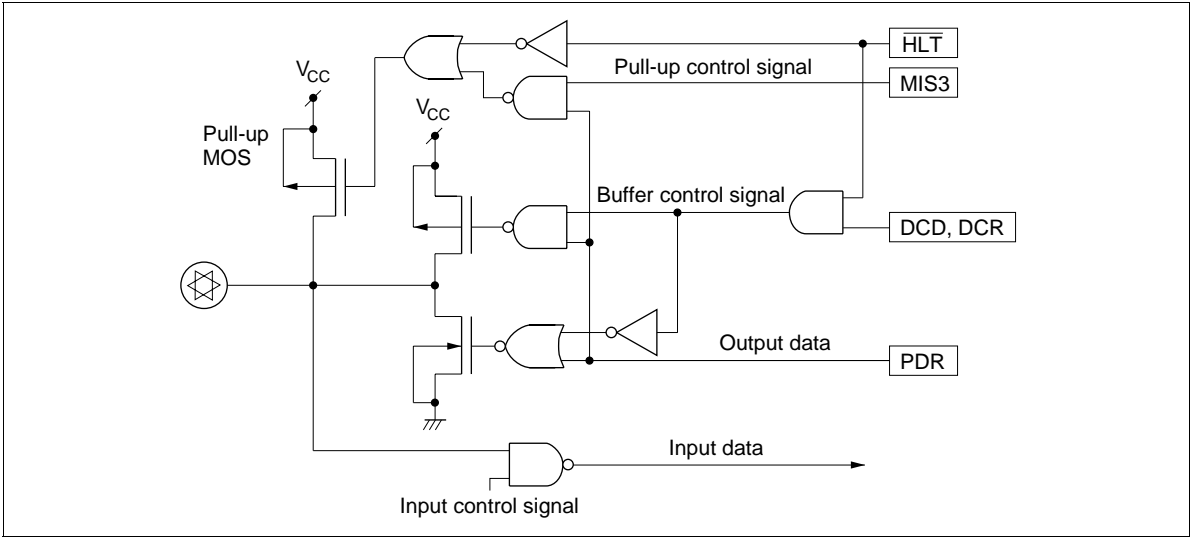 HLT
Pull-up control signal
MIS3
VCC
VCC
Pull-up
MOS
Buffer control signal
DCD, DCR
Output data
PDR
Input data
Input control signal